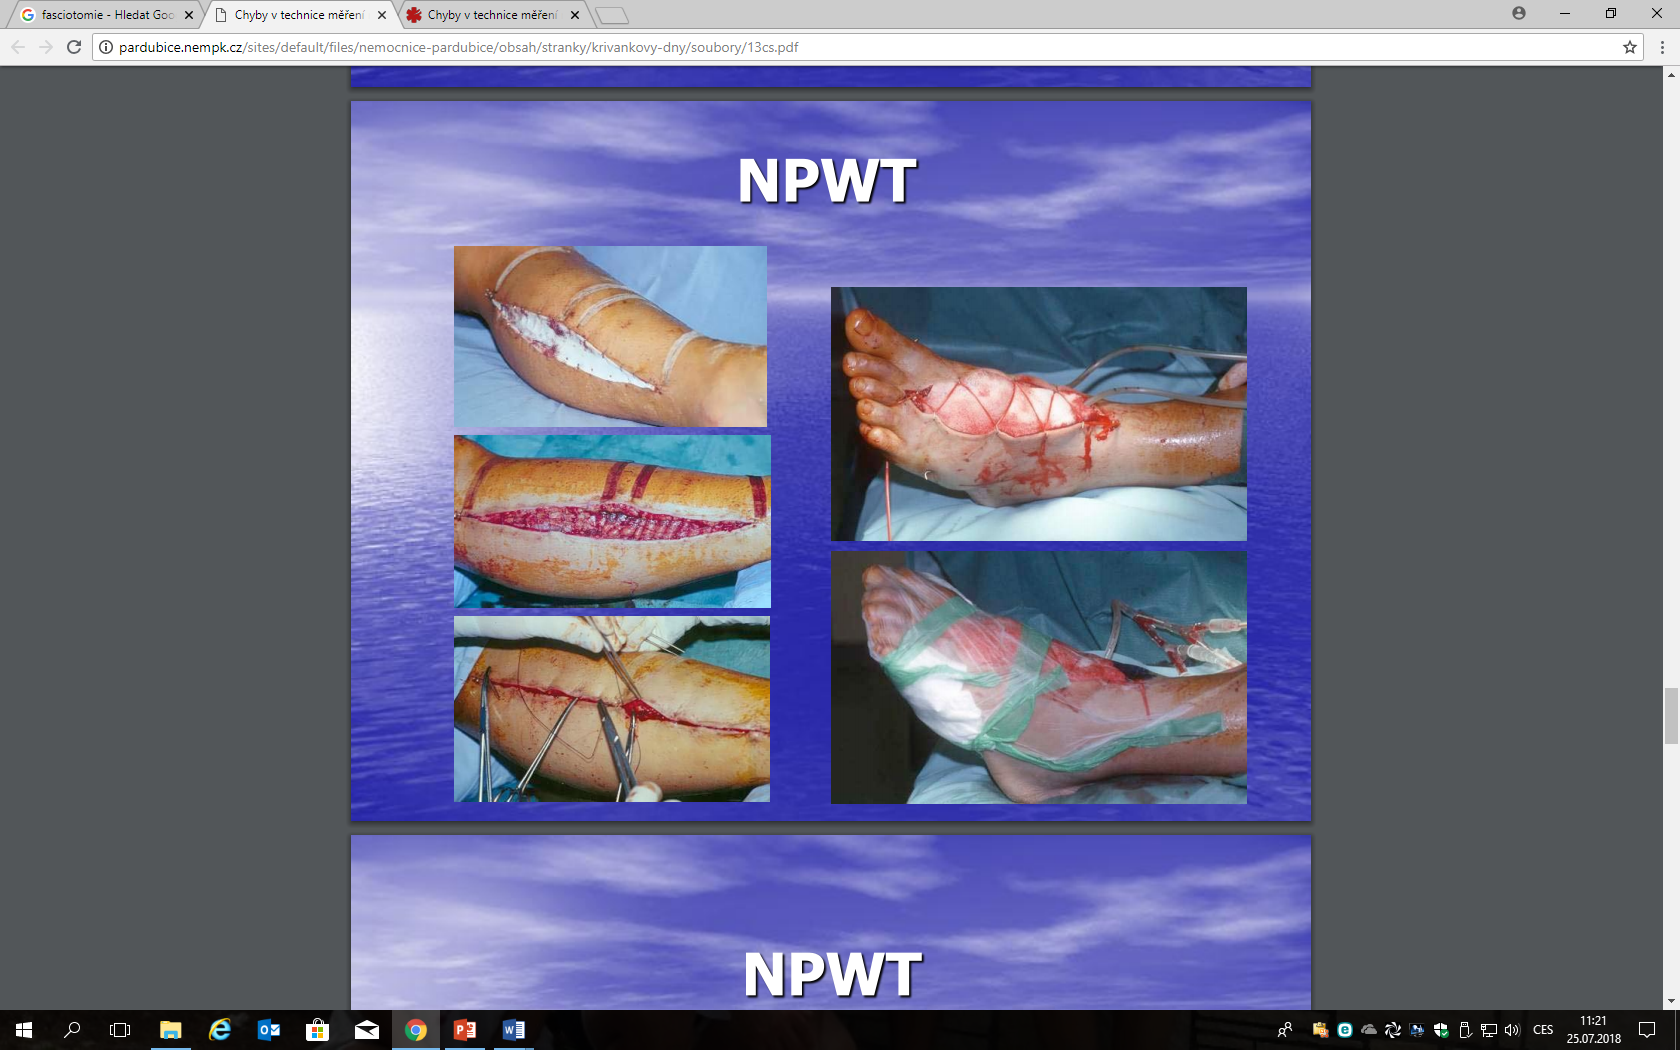 fasciotomie - Hledat Goo
Chyby v technice měření
Chyby v technice měření
pardubice.nempk.cz/sites/default/files/nemocnice-pardubice/obsah/stranky/krivankovy-dny/soubory/13cs.pdf
NPWT
NPWT
CES
11:21
25.07.2018